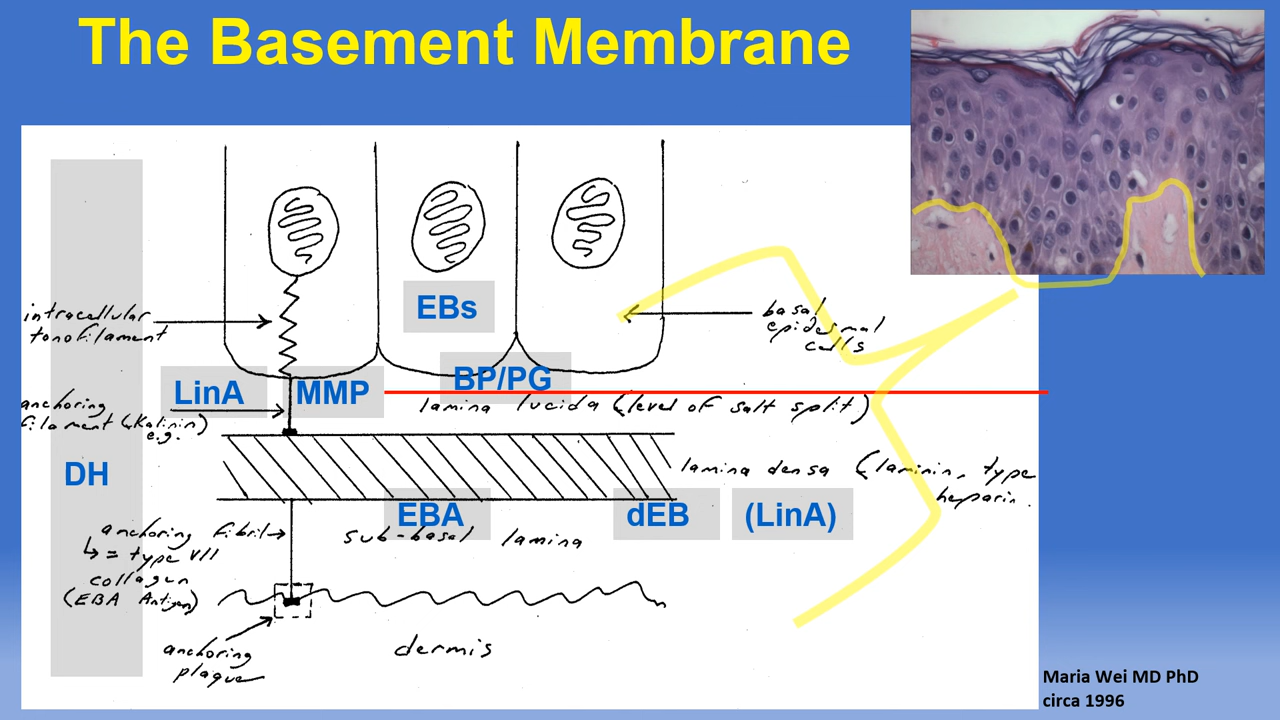 The Basement Membrane
intracellular
tonofilament
EBs
basal
epidermal
cells
LinA
MMP
BP/PG
anchoring
filament (Kalinin)
e.g.
lamina lucida (level of salt split)
DH
lamina densa (laminin, type
heparin.
EBA
dEB
(LinA)
anchoring fibril
= type VII
collagen
(EBA Antigen)
sub-basal lamina
anchoring
plaque
dermis
Maria Wei MD PhD
circa 1996